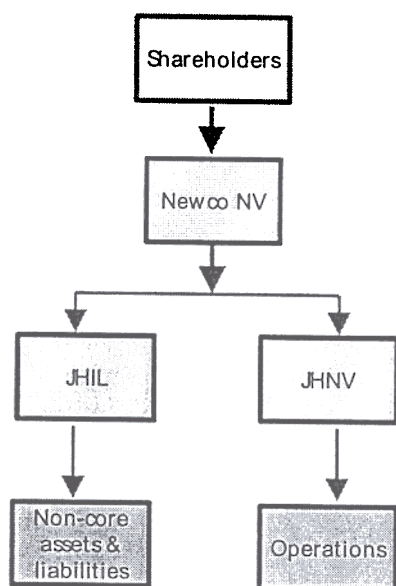 Shareholders
Newco NV
JHIL
JHNV
Non-core
assets &
liabilities
Operations